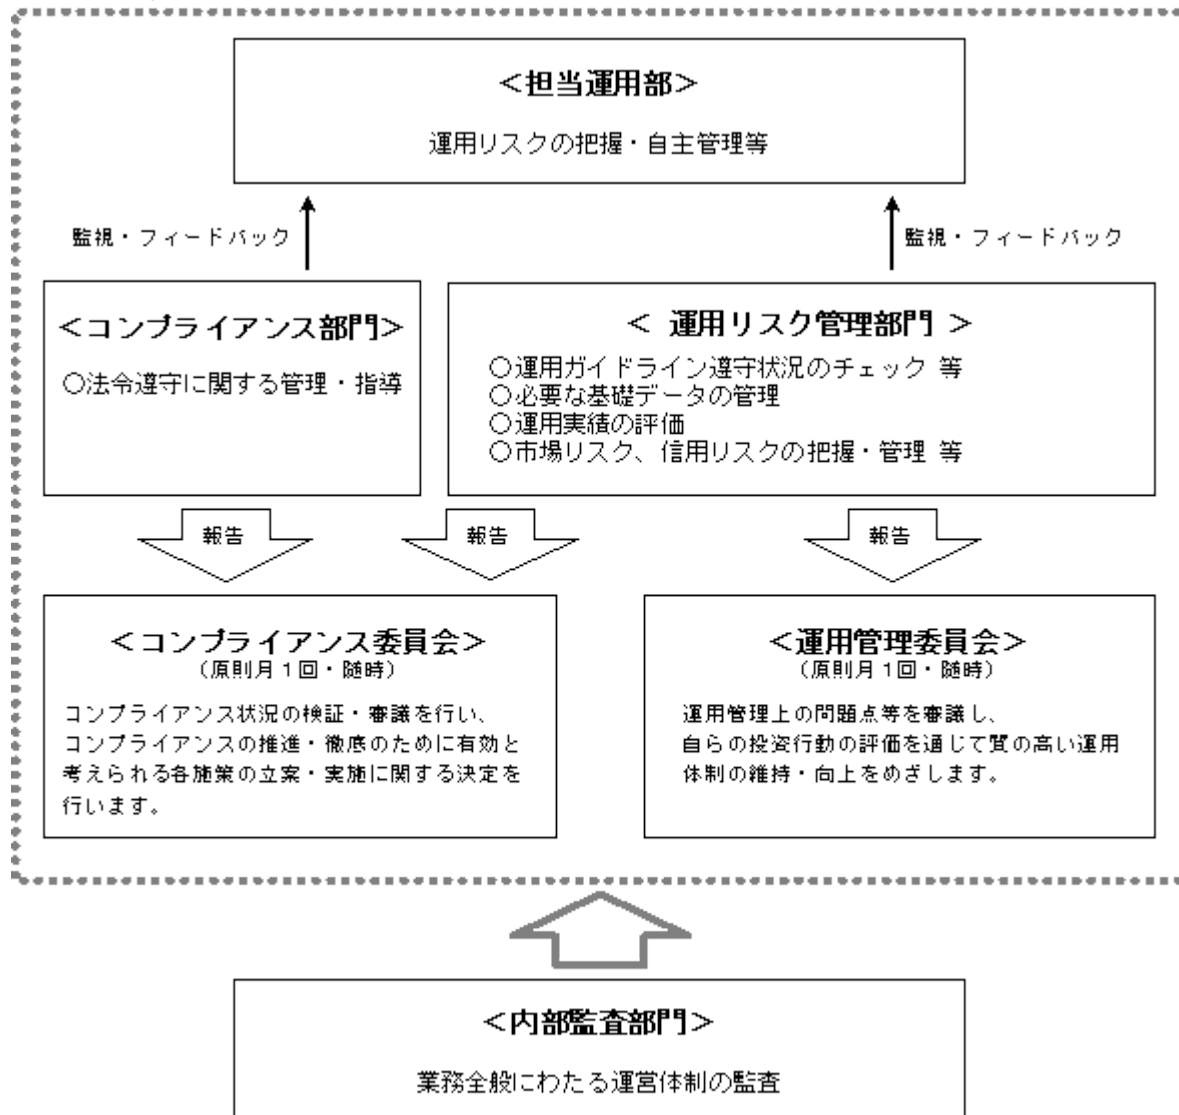 ＜担当運用部＞
運用リスクの把握・自主管理等
監視・フィードバック
監視・フィードバック
＜コンプライアンス部門＞
○法令遵守に関する管理・指導
＜ 運用リスク管理部門 ＞
○運用ガイドライン遵守状況のチェック 等
○必要な基礎データの管理
○運用実績の評価
○市場リスク、信用リスクの把握・管理 等
報告
報告
報告
＜コンプライアンス委員会＞
（原則月１回・随時）
コンプライアンス状況の検証・審議を行い、
コンプライアンスの推進・徹底のために有効と
考えられる各施策の立案・実施に関する決定を
行います。
＜運用管理委員会＞
（原則月１回・随時）
運用管理上の問題点等を審議し、
自らの投資行動の評価を通じて質の高い運用
体制の維持・向上をめざします。
＜内部監査部門＞
業務全般にわたる運営体制の監査